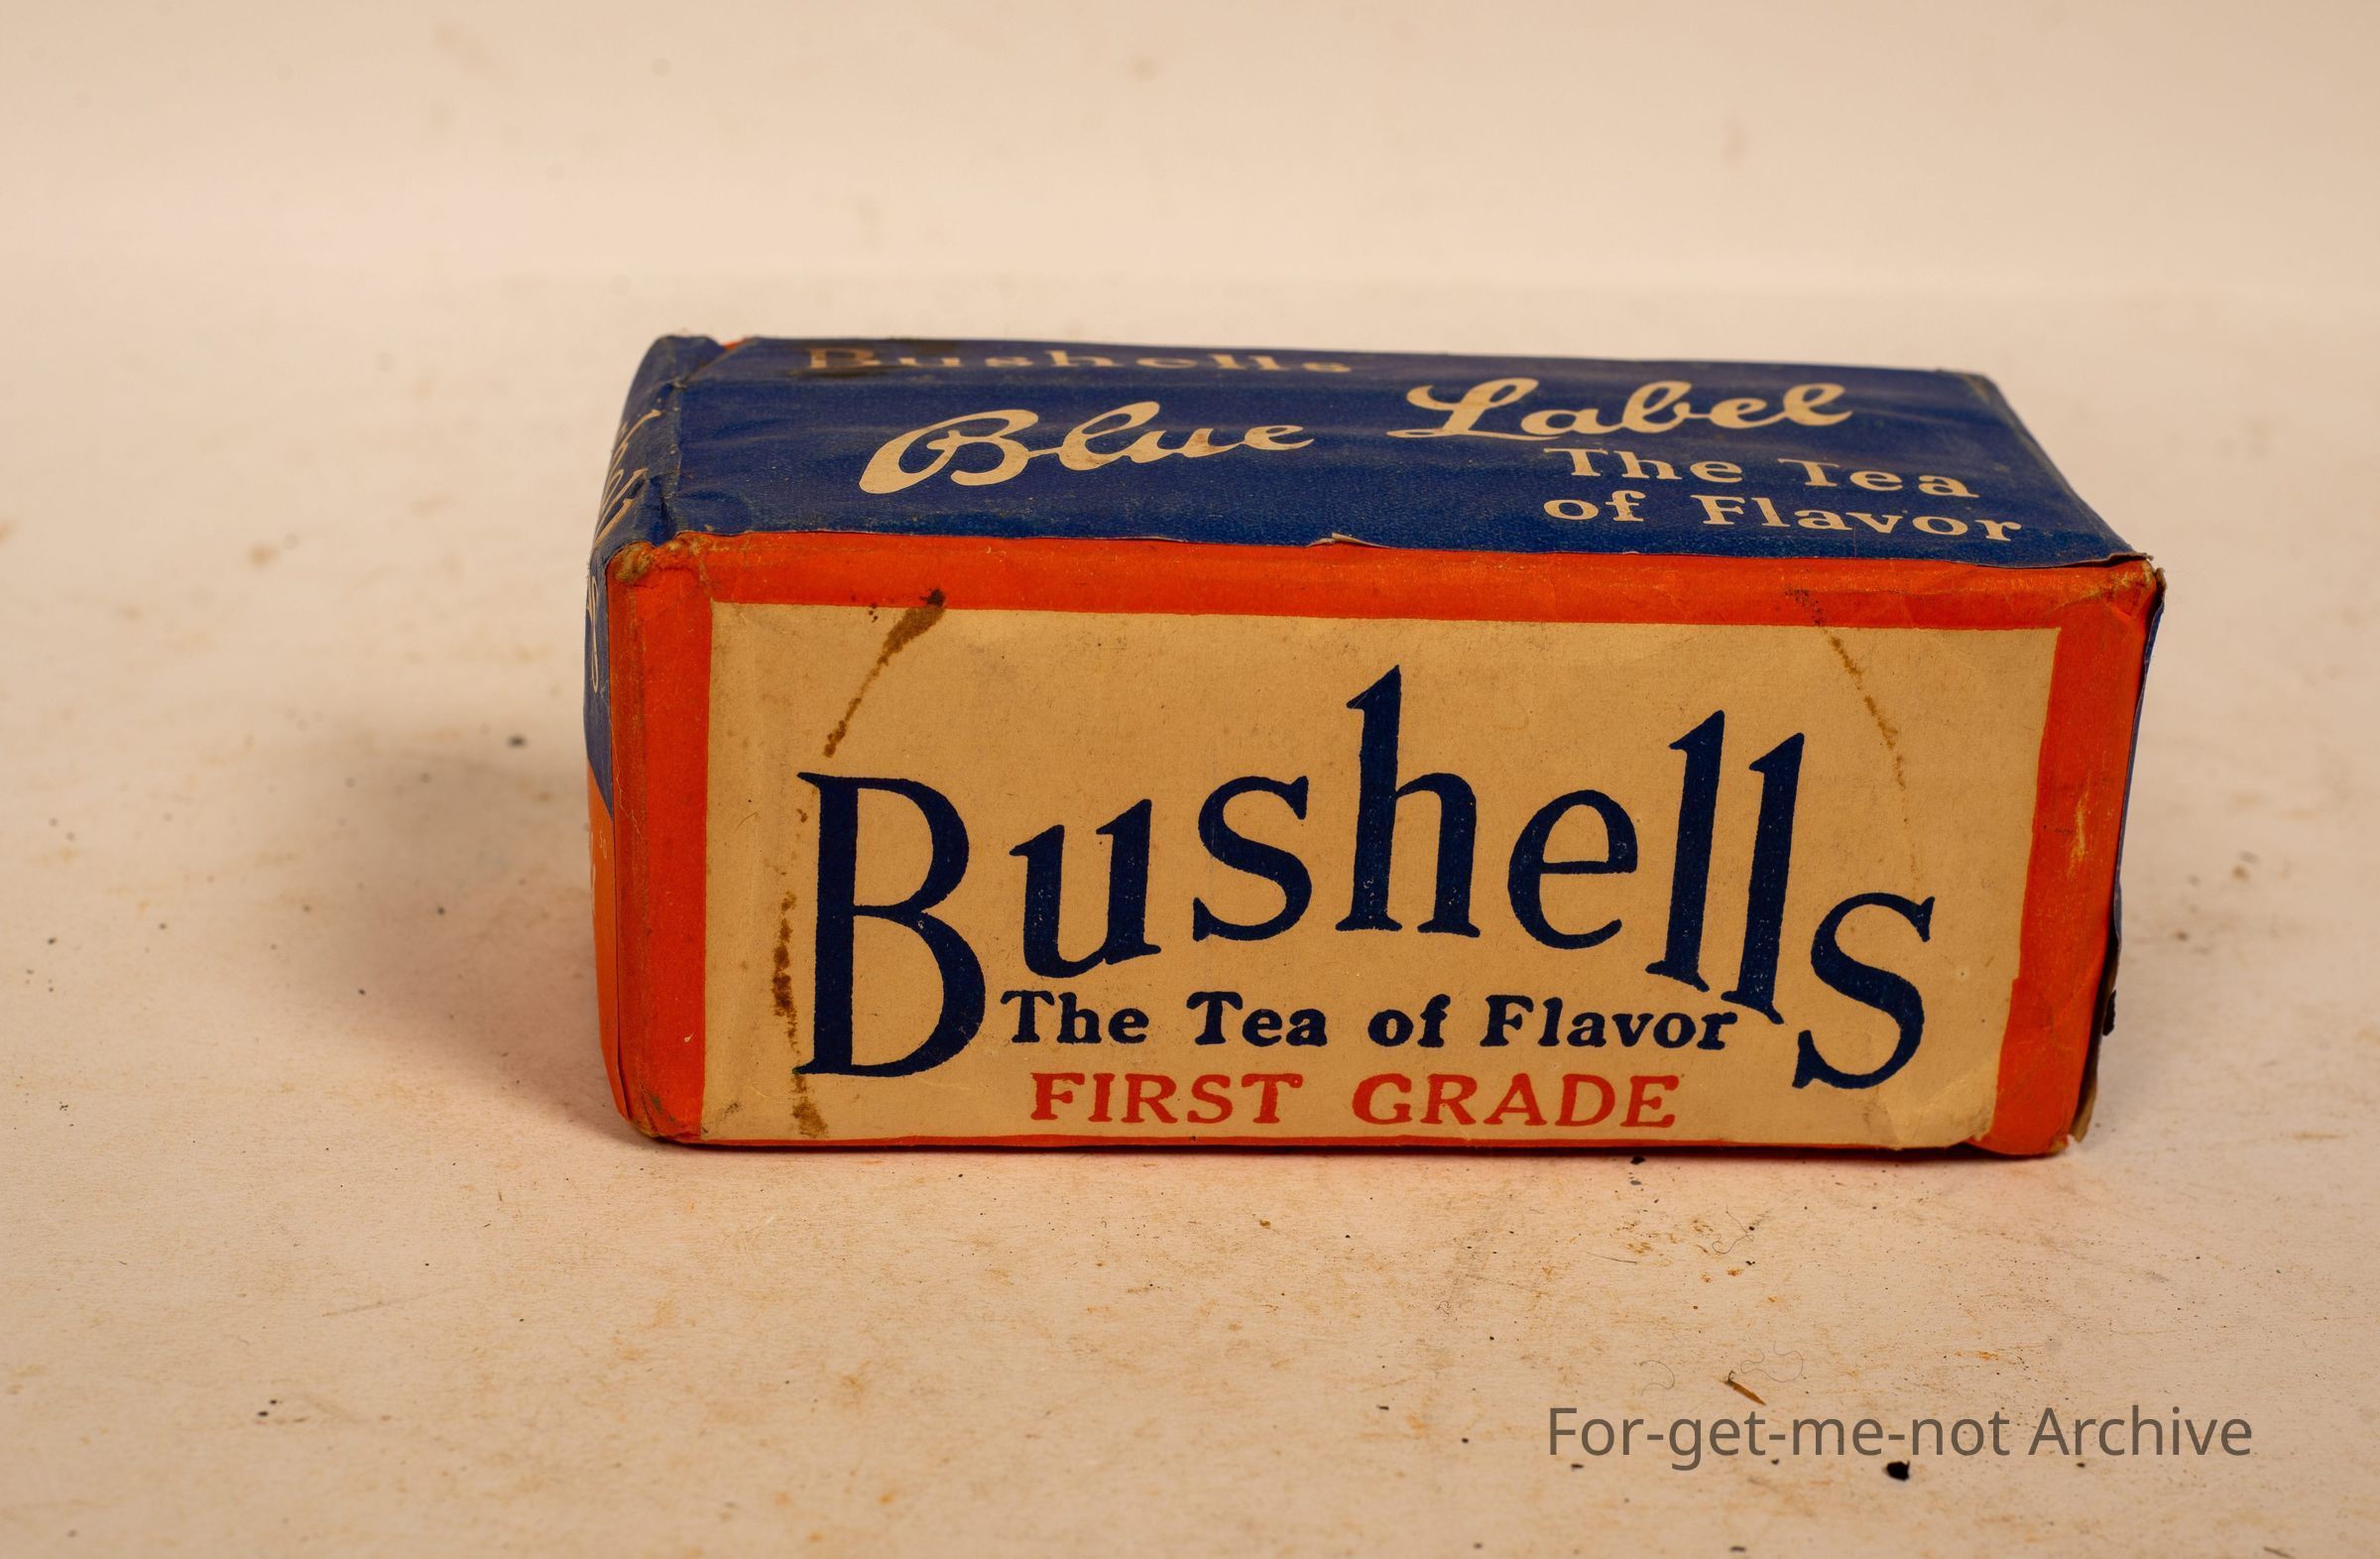 Bushells
Blue Label
The Tea
of Flavor
Bushells
The Tea of Flavor
FIRST GRADE
For-get-me-not Archive